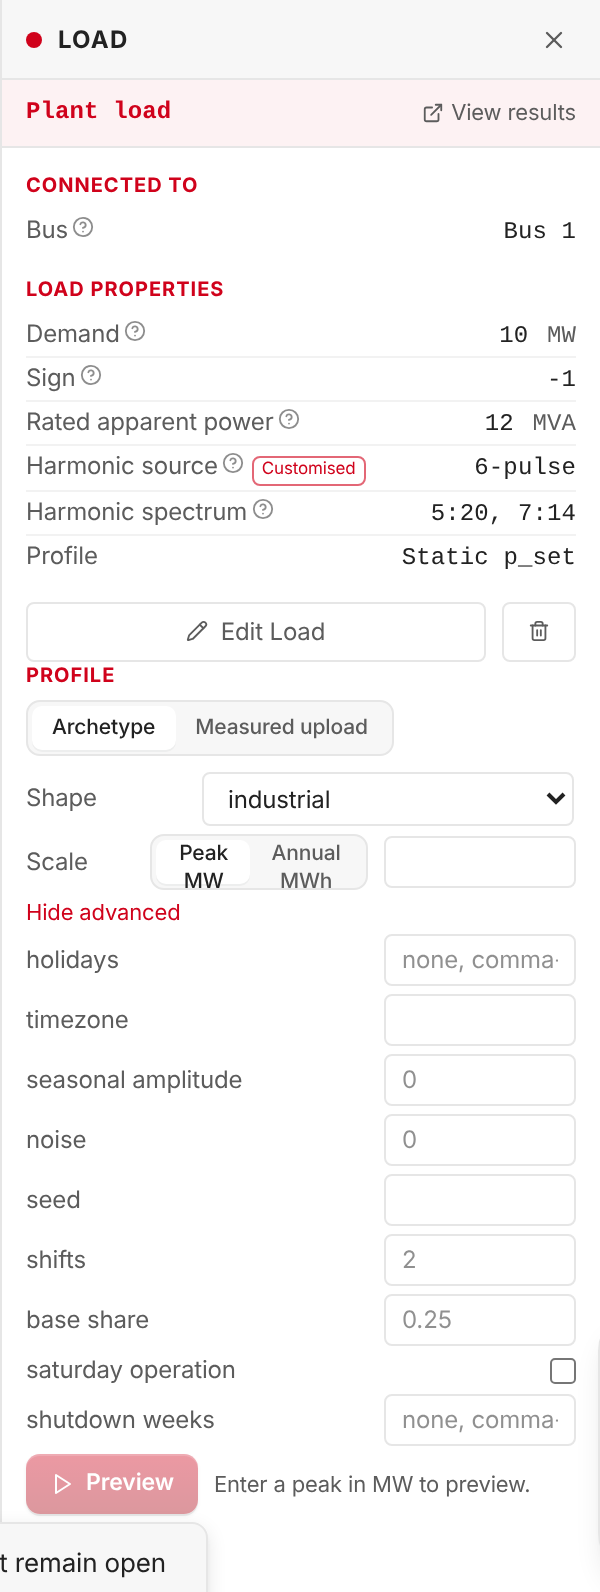 LOAD
Plant load
View results
CONNECTED TO
Bus
Bus 1
LOAD PROPERTIES
Demand
10 MW
Sign
-1
Rated apparent power
12 MVA
Harmonic source
Customised
6-pulse
Harmonic spectrum
5:20, 7:14
Profile
Static p_set
Edit Load
PROFILE
Archetype
Measured upload
Shape
industrial
Scale
Peak
MW
Annual
MWh
Hide advanced
holidays
none, comma-
timezone
seasonal amplitude
0
noise
0
seed
shifts
2
base share
0.25
saturday operation
shutdown weeks
none, comma-
Preview
Enter a peak in MW to preview.
t remain open